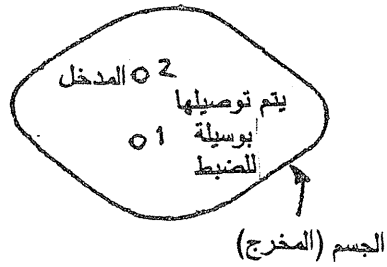 المدخل 2
يتم توصيلها
بوسيلة 1
للضبط
الجسم (المخرج)